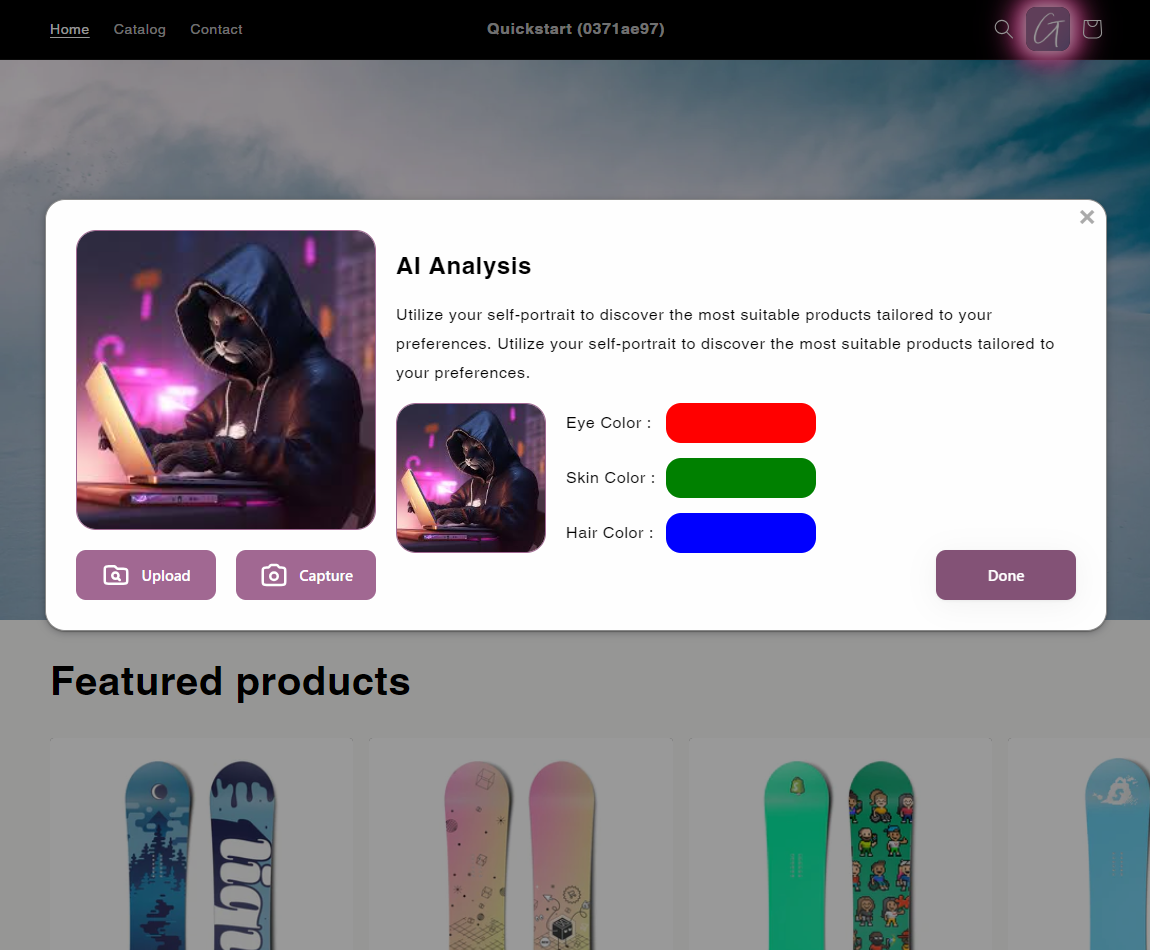 Home Catalog Contact Quickstart (0371ae97)
G
AI Analysis
Utilize your self-portrait to discover the most suitable products tailored to your
preferences. Utilize your self-portrait to discover the most suitable products tailored to
your preferences.
Eye Color :
Skin Color :
Hair Color :
Upload
Capture
Done
Featured products